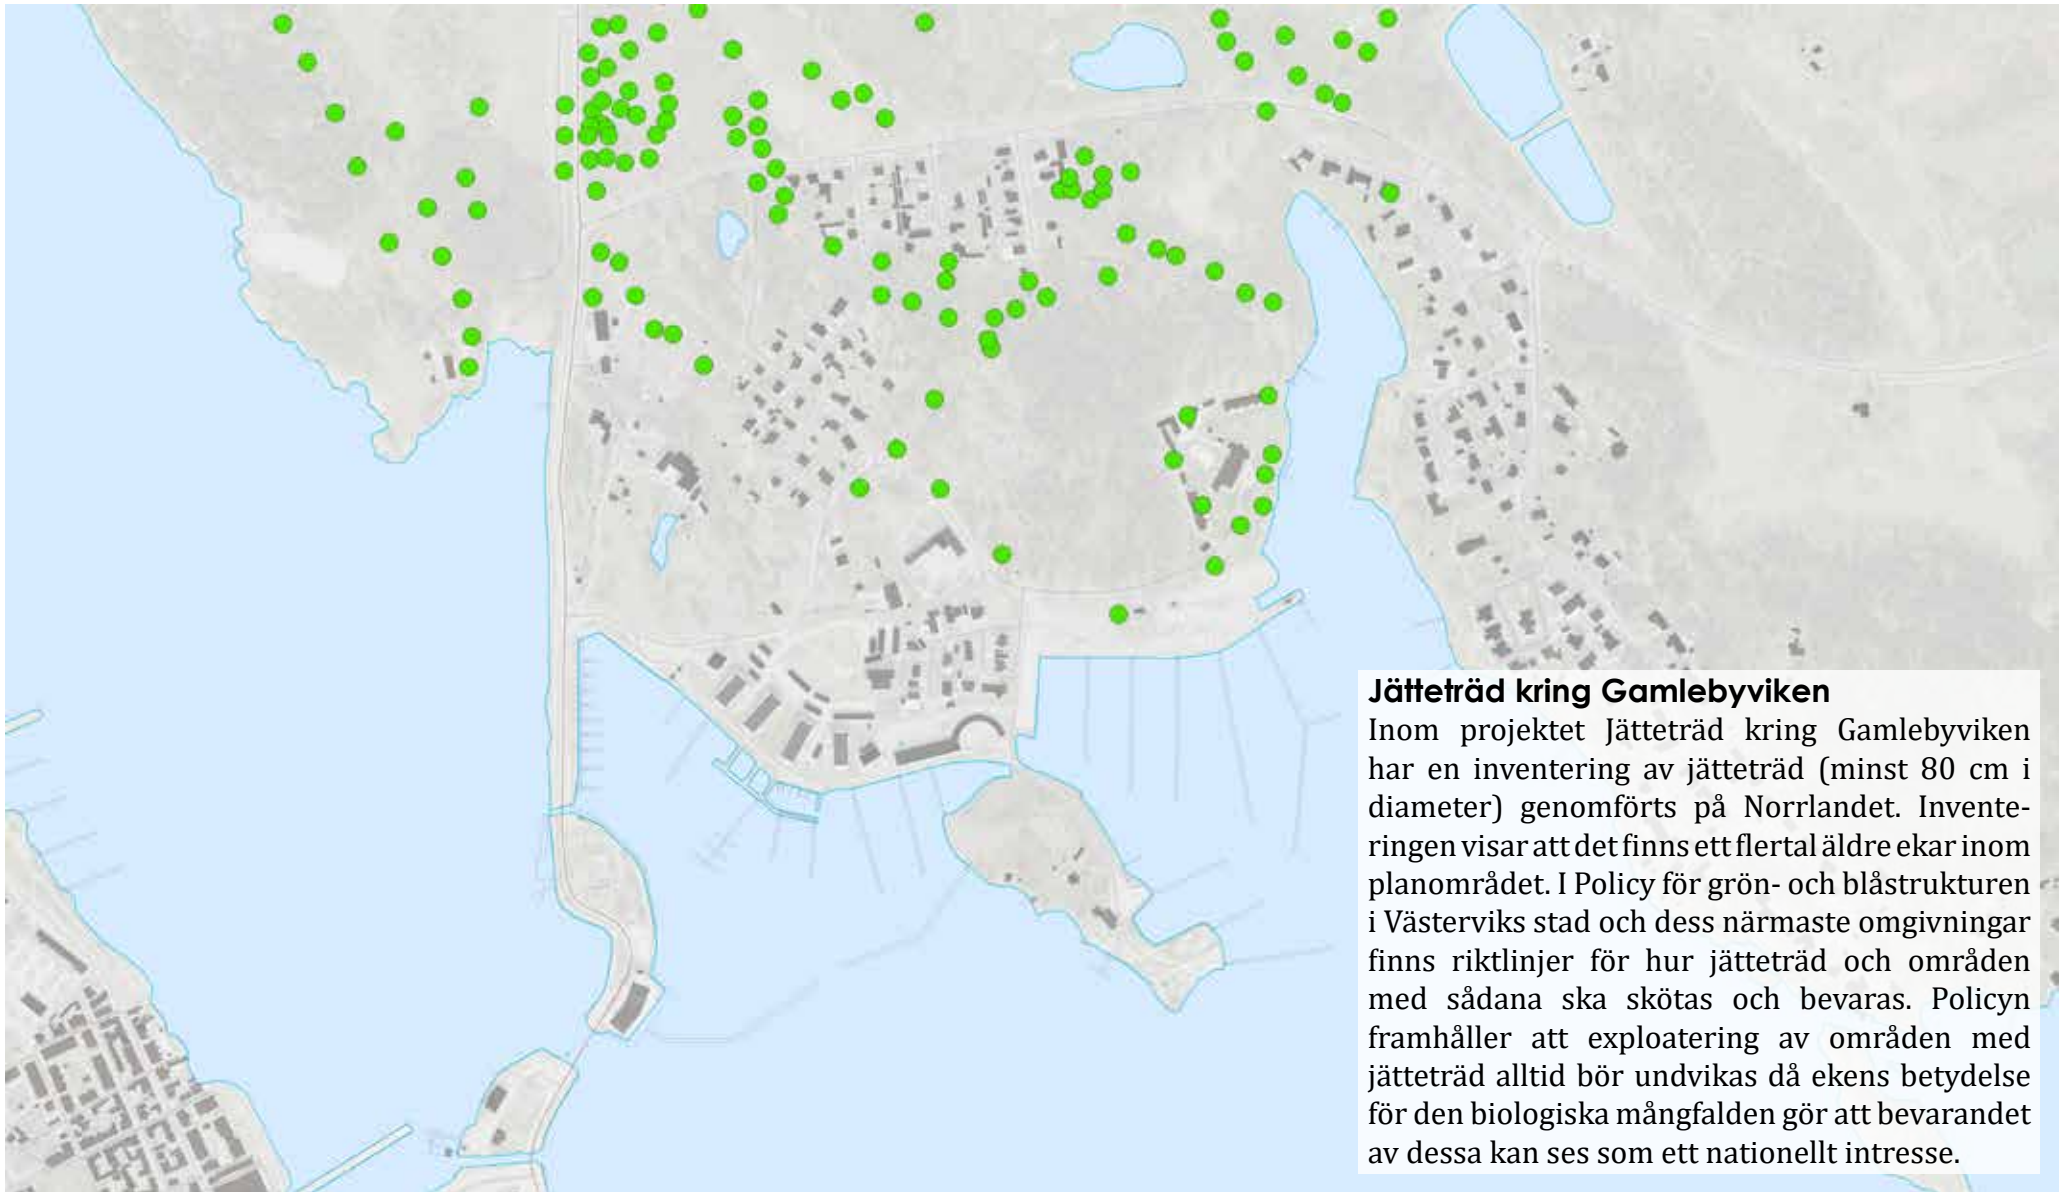 Jätteträd kring Gamlebyviken
Inom projektet Jätteträd kring Gamlebyviken
har en inventering av jätteträd (minst 80 cm i
diameter) genomförts på Norrlandet. Invente-
ringen visar att det finns ett flertal äldre ekar inom
planområdet. I Policy för grön- och blåstrukturen
i Västerviks stad och dess närmaste omgivningar
finns riktlinjer för hur jätteträd och områden
med sådana ska skötas och bevaras. Policyn
framhåller att exploatering av områden med
jätteträd alltid bör undvikas då ekens betydelse
för den biologiska mångfalden gör att bevarandet
av dessa kan ses som ett nationellt intresse.